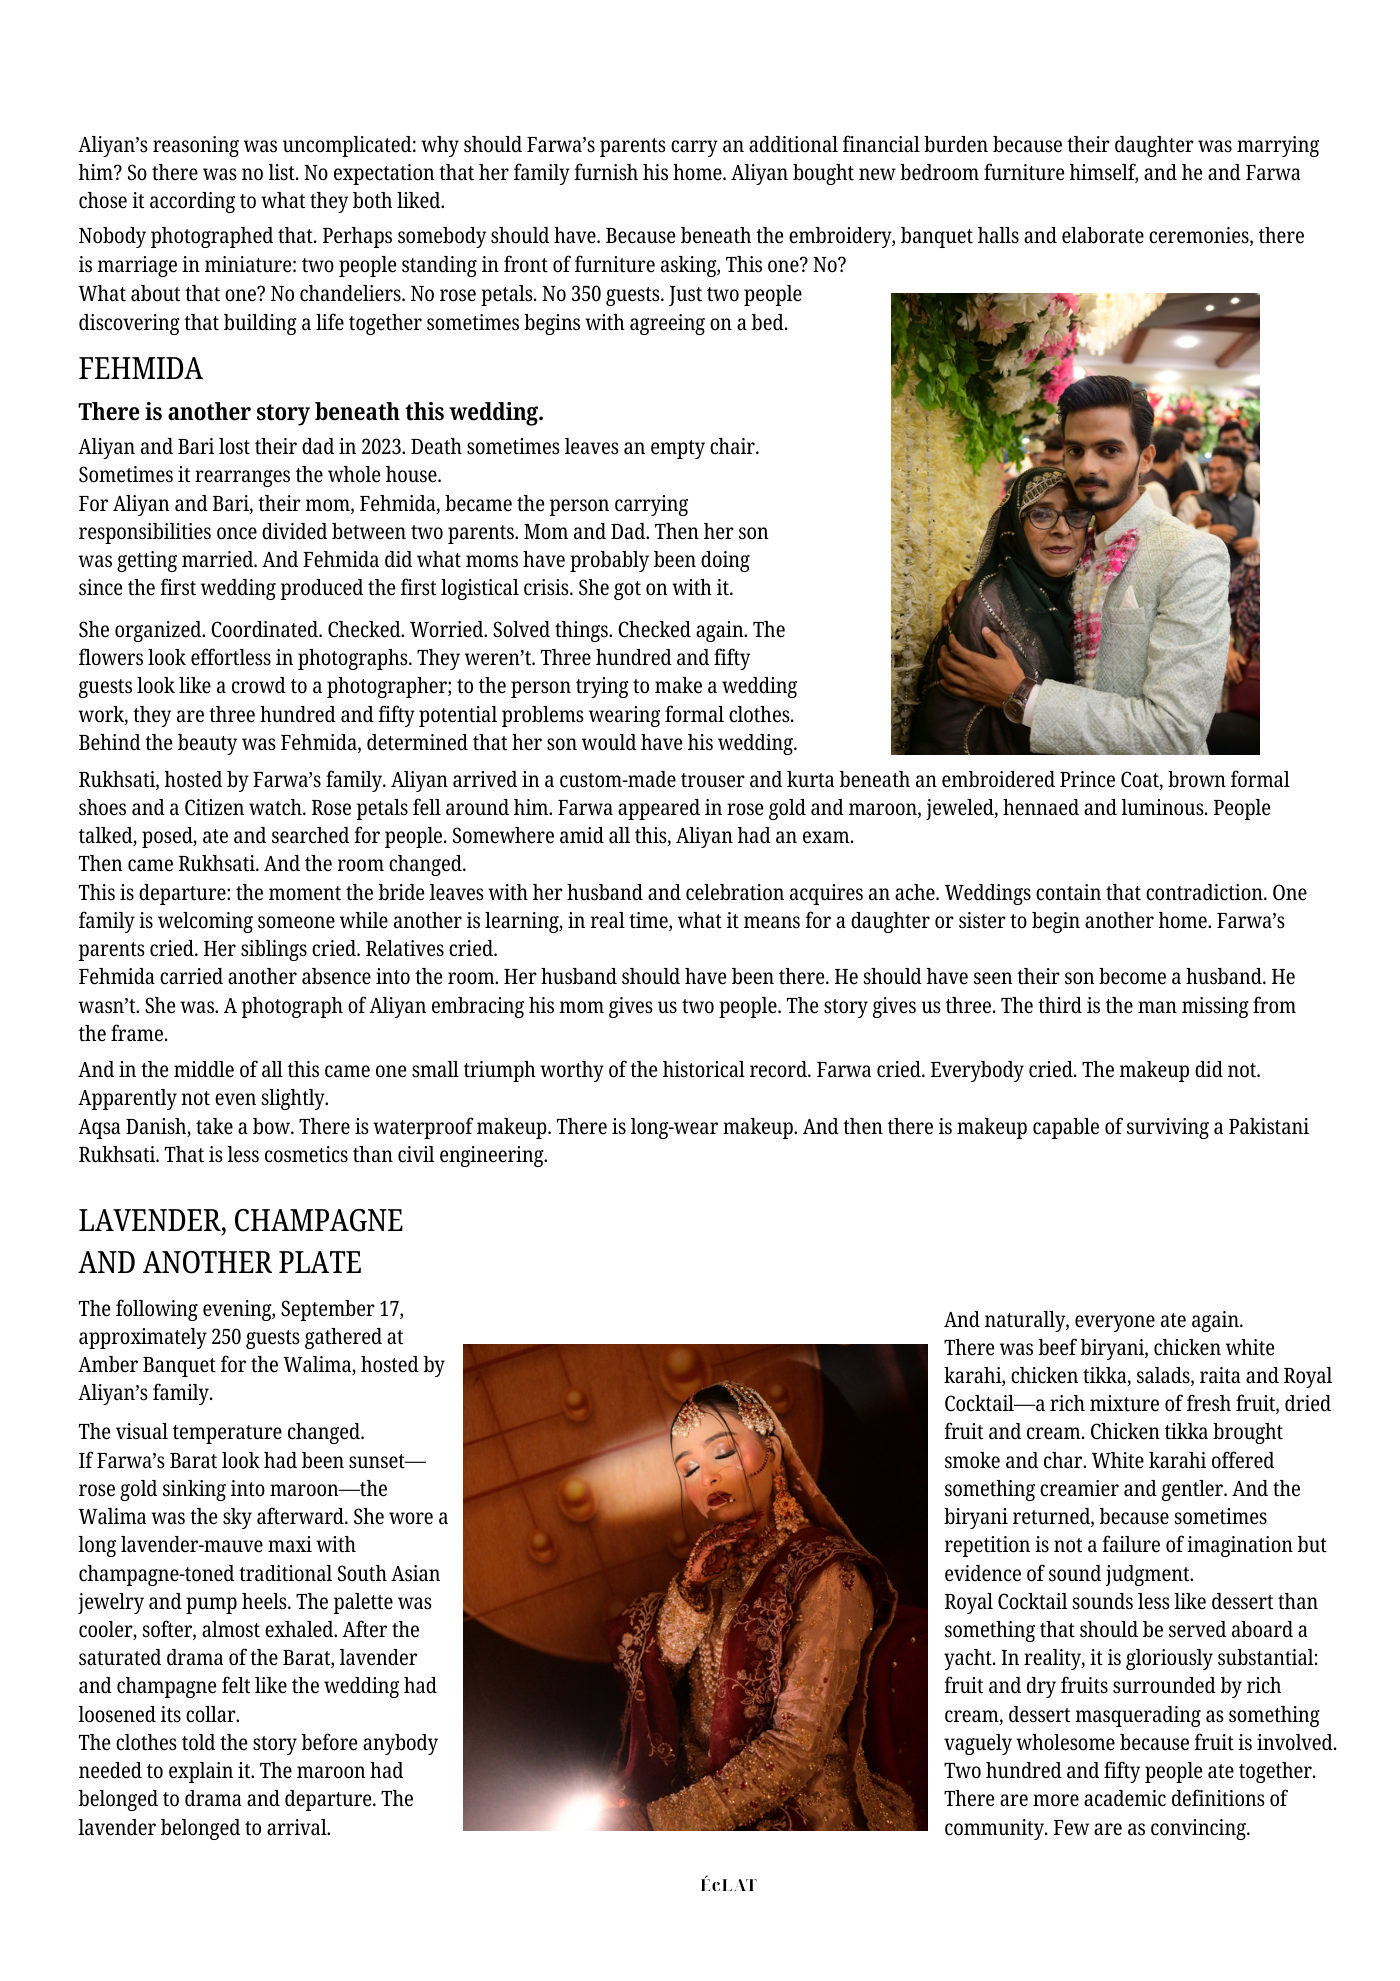 Aliyan’s reasoning was uncomplicated: why should Farwa’s parents carry an additional financial burden because their daughter was marrying
him? So there was no list. No expectation that her family furnish his home. Aliyan bought new bedroom furniture himself, and he and Farwa
chose it according to what they both liked.
Nobody photographed that. Perhaps somebody should have. Because beneath the embroidery, banquet halls and elaborate ceremonies, there
is marriage in miniature: two people standing in front of furniture asking, This one? No?
What about that one? No chandeliers. No rose petals. No 350 guests. Just two people
discovering that building a life together sometimes begins with agreeing on a bed.
FEHMIDA
There is another story beneath this wedding.
Aliyan and Bari lost their dad in 2023. Death sometimes leaves an empty chair.
Sometimes it rearranges the whole house.
For Aliyan and Bari, their mom, Fehmida, became the person carrying
responsibilities once divided between two parents. Mom and Dad. Then her son
was getting married. And Fehmida did what moms have probably been doing
since the first wedding produced the first logistical crisis. She got on with it.
She organized. Coordinated. Checked. Worried. Solved things. Checked again. The
flowers look effortless in photographs. They weren’t. Three hundred and fifty
guests look like a crowd to a photographer; to the person trying to make a wedding
work, they are three hundred and fifty potential problems wearing formal clothes.
Behind the beauty was Fehmida, determined that her son would have his wedding.
Rukhsati, hosted by Farwa’s family. Aliyan arrived in a custom-made trouser and kurta beneath an embroidered Prince Coat, brown formal
shoes and a Citizen watch. Rose petals fell around him. Farwa appeared in rose gold and maroon, jeweled, hennaed and luminous. People
talked, posed, ate and searched for people. Somewhere amid all this, Aliyan had an exam.
Then came Rukhsati. And the room changed.
This is departure: the moment the bride leaves with her husband and celebration acquires an ache. Weddings contain that contradiction. One
family is welcoming someone while another is learning, in real time, what it means for a daughter or sister to begin another home. Farwa’s
parents cried. Her siblings cried. Relatives cried.
Fehmida carried another absence into the room. Her husband should have been there. He should have seen their son become a husband. He
wasn’t. She was. A photograph of Aliyan embracing his mom gives us two people. The story gives us three. The third is the man missing from
the frame.
And in the middle of all this came one small triumph worthy of the historical record. Farwa cried. Everybody cried. The makeup did not.
Apparently not even slightly.
Aqsa Danish, take a bow. There is waterproof makeup. There is long-wear makeup. And then there is makeup capable of surviving a Pakistani
Rukhsati. That is less cosmetics than civil engineering.
LAVENDER, CHAMPAGNE
AND ANOTHER PLATE
The following evening, September 17,
approximately 250 guests gathered at
Amber Banquet for the Walima, hosted by
Aliyan’s family.
The visual temperature changed.
If Farwa’s Barat look had been sunset—
rose gold sinking into maroon—the
Walima was the sky afterward. She wore a
long lavender-mauve maxi with
champagne-toned traditional South Asian
jewelry and pump heels. The palette was
cooler, softer, almost exhaled. After the
saturated drama of the Barat, lavender
and champagne felt like the wedding had
loosened its collar.
The clothes told the story before anybody
needed to explain it. The maroon had
belonged to drama and departure. The
lavender belonged to arrival.
And naturally, everyone ate again.
There was beef biryani, chicken white
karahi, chicken tikka, salads, raita and Royal
Cocktail—a rich mixture of fresh fruit, dried
fruit and cream. Chicken tikka brought
smoke and char. White karahi offered
something creamier and gentler. And the
biryani returned, because sometimes
repetition is not a failure of imagination but
evidence of sound judgment.
Royal Cocktail sounds less like dessert than
something that should be served aboard a
yacht. In reality, it is gloriously substantial:
fruit and dry fruits surrounded by rich
cream, dessert masquerading as something
vaguely wholesome because fruit is involved.
Two hundred and fifty people ate together.
There are more academic definitions of
community. Few are as convincing.
ÉcLAT